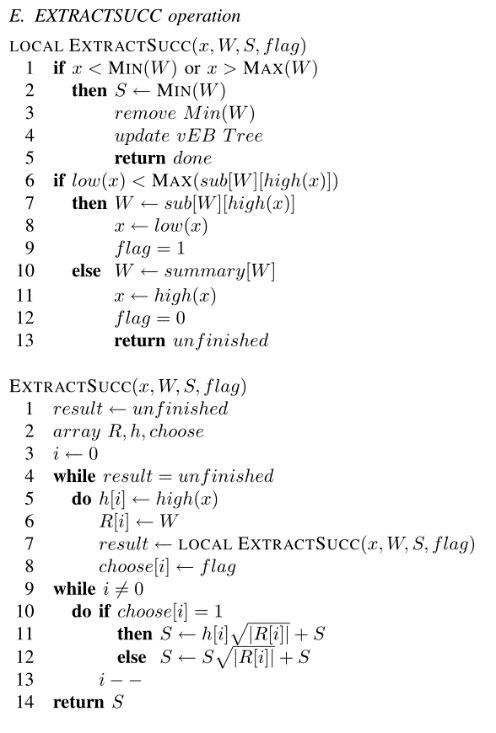 E. EXTRACTSUCC operation
LOCAL EXTRACTSUCC(x, W, S, flag)
1 if x < MIN(W) or x > MAX(W)
2 then S ← MIN(W)
3 remove Min(W)
4 update vEB Tree
5 return done
6 if low(x) < MAX(sub[W][high(x)])
7 then W ← sub[W][high(x)]
8 x ← low(x)
9 flag = 1
10 else W ← summary[W]
11 x ← high(x)
12 flag = 0
13 return unfinished
EXTRACTSUCC(x, W, S, flag)
1 result ← unfinished
2 array R, h, choose
3 i ← 0
4 while result = unfinished
5 do h[i] ← high(x)
6 R[i] ← W
7 result ← LOCAL EXTRACTSUCC(x, W, S, flag)
8 choose[i] ← flag
9 while i ≠ 0
10 do if choose[i] = 1
11 then S ← h[i]√|R[i]| + S
12 else S ← S√|R[i]| + S
13 i − −
14 return S